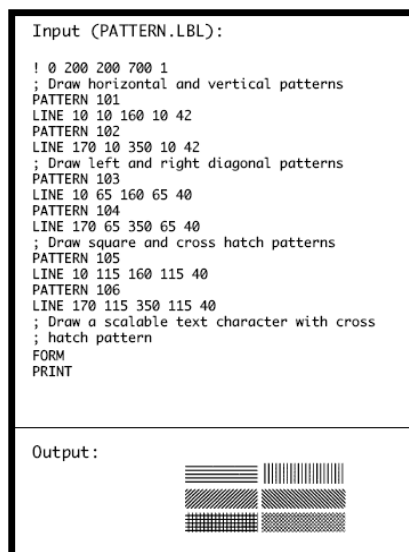 Input (PATTERN.LBL):
! 0 200 200 700 1
; Draw horizontal and vertical patterns
PATTERN 101
LINE 10 10 160 10 42
PATTERN 102
LINE 170 10 350 10 42
; Draw left and right diagonal patterns
PATTERN 103
LINE 10 65 160 65 40
PATTERN 104
LINE 170 65 350 65 40
; Draw square and cross hatch patterns
PATTERN 105
LINE 10 115 160 115 40
PATTERN 106
LINE 170 115 350 115 40
; Draw a scalable text character with cross
; hatch pattern
FORM
PRINT
Output: